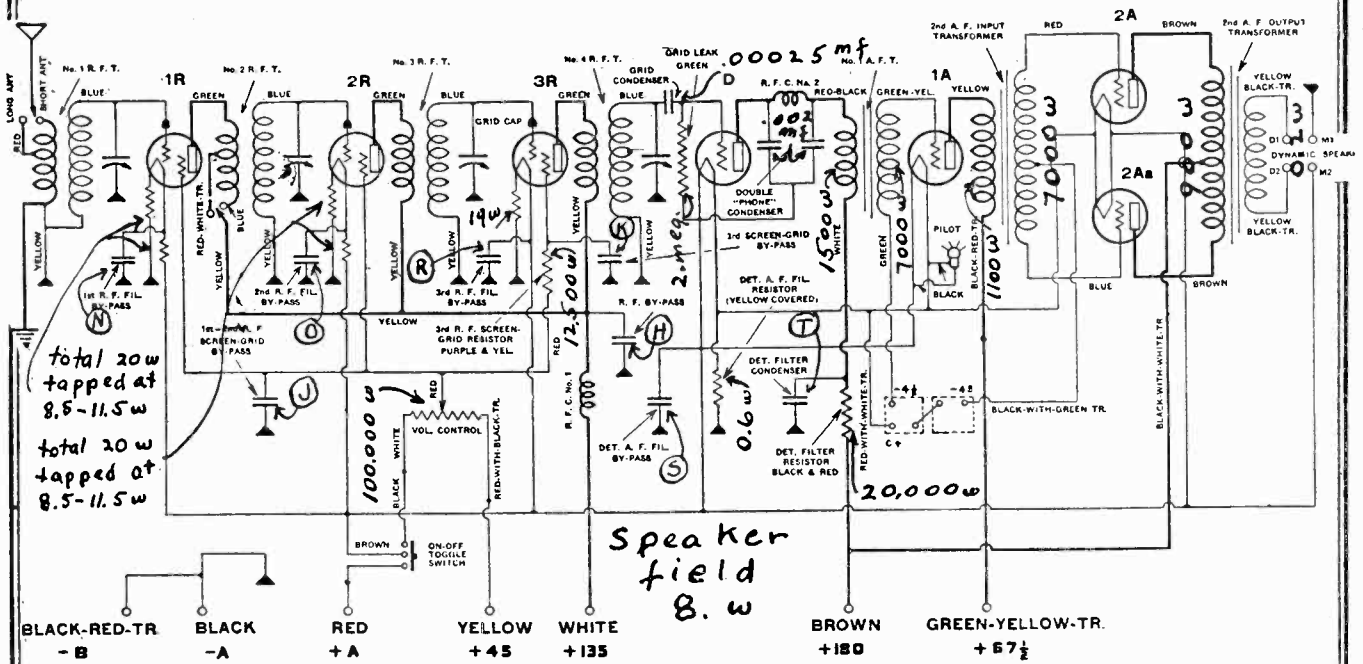 LONG ANT
RED
SHORT ANT
No. 1 R. F. T.
BLUE
1R
GREEN
No. 2 R. F. T.
BLUE
2R
GREEN
No. 3 R. F. T.
BLUE
GRID CAP
3R
GREEN
No. 4 R. F. T.
BLUE
GRID CONDENSER
GRID LEAK
GREEN
.00025 mf
D
R. F. C. No. 2
.002 mf
RED-BLACK
No. 1 A. F. T.
GREEN-YEL.
1A
YELLOW
2nd A. F. INPUT
TRANSFORMER
RED
2A
BROWN
2nd A. F. OUTPUT
TRANSFORMER
YELLOW
BLACK-TR.
D1
M3
DYNAMIC SPEAK
D2
M2
YELLOW
BLACK-TR.
2Aa
BLUE
BROWN
7000 ω
YELLOW
RED-WHITE-TR.
BLUE
YELLOW
YELLOW
YELLOW
YELLOW
YELLOW
YELLOW
19 ω
R
K
2. meg.
DOUBLE
"PHONE"
CONDENSER
3rd SCREEN-GRID
BY-PASS
1500 ω
WHITE
GREEN
7000 ω
PILOT
BLACK
BLACK-RED-TR.
1100 ω
1st R. F. FIL.
BY-PASS
N
2nd R. F. FIL.
BY-PASS
O
3rd R. F. FIL.
BY-PASS
3rd R. F. SCREEN-
GRID RESISTOR
PURPLE & YEL.
12,500 ω
RED
R. F. BY-PASS
H
DET. A. F. FIL.
RESISTOR
(YELLOW COVERED)
T
1st-2nd R. F
SCREEN-GRID
BY-PASS
J
total 20 ω
tapped at
8.5-11.5 ω
total 20 ω
tapped at
8.5-11.5 ω
RED
100,000 ω
VOL. CONTROL
BLACK
WHITE
RED-WITH-BLACK-TR.
R. F. C. No. 1
DET. A. F. FIL.
BY-PASS
S
0.6 ω
DET. FILTER
CONDENSER
DET. FILTER
RESISTOR
BLACK & RED
20,000 ω
RED-WITH-WHITE-TR.
-4½
C+
BLACK-WITH-GREEN TR.
BLACK-WITH-WHITE-TR
BROWN
ON-OFF
TOGGLE
SWITCH
Speaker
field
8. ω
BLACK-RED-TR.
-B
BLACK
-A
RED
+A
YELLOW
+45
WHITE
+135
BROWN
+180
GREEN-YELLOW-TR.
+67½